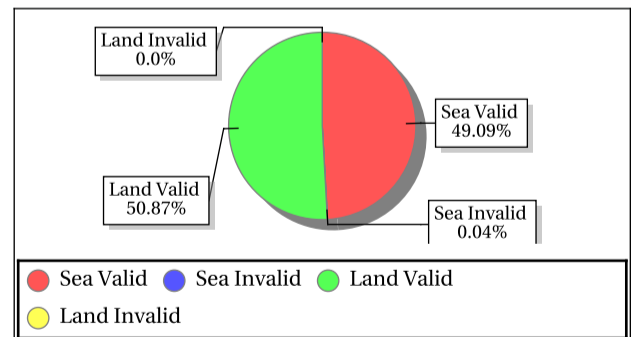 Land Invalid
0.0%
Sea Valid
49.09%
Land Valid
50.87%
Sea Invalid
0.04%
Sea Valid Sea Invalid Land Valid
Land Invalid